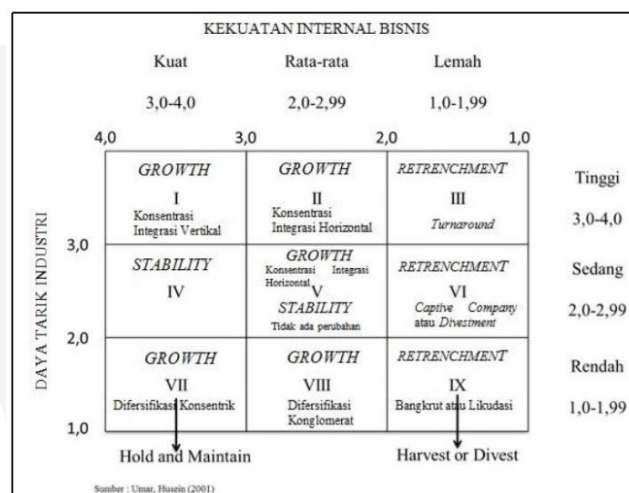 KEKUATAN INTERNAL BISNIS
Kuat Rata-rata Lemah
3,0-4,0 2,0-2,99 1,0-1,99
4,0 3,0 2,0 1,0
GROWTH GROWTH RETRENCHMENT
I II III
Konsentrasi Integrasi Vertikal
Konsentrasi Integrasi Horizontal
Turnaround
Tinggi
3,0-4,0
3,0
STABILITY
IV
GROWTH
Konsentrasi Integrasi
Horizontal
V
STABILITY
Tidak ada perubahan
RETRENCHMENT
VI
Captive Company
atau Divestment
Sedang
2,0-2,99
2,0
GROWTH GROWTH RETRENCHMENT
VII VIII IX
Difersifikasi Konsentrik
Difersifikasi
Konglomerat
Bangkrut atau Likudasi
Rendah
1,0-1,99
1,0
DAYA TARIK INDUSTRI
Hold and Maintain Harvest or Divest
Sumber : Umar, Husein (2001)